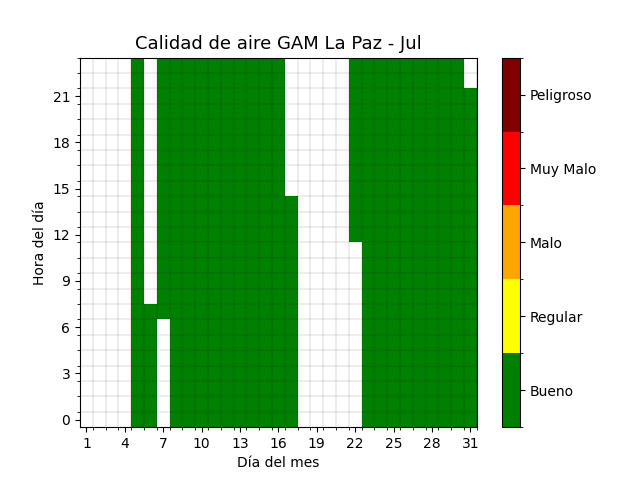 Calidad de aire GAM La Paz - Jul
Hora del día
21
18
15
12
9
6
3
0
1 4 7 10 13 16 19 22 25 28 31
Día del mes
Peligroso
Muy Malo
Malo
Regular
Bueno